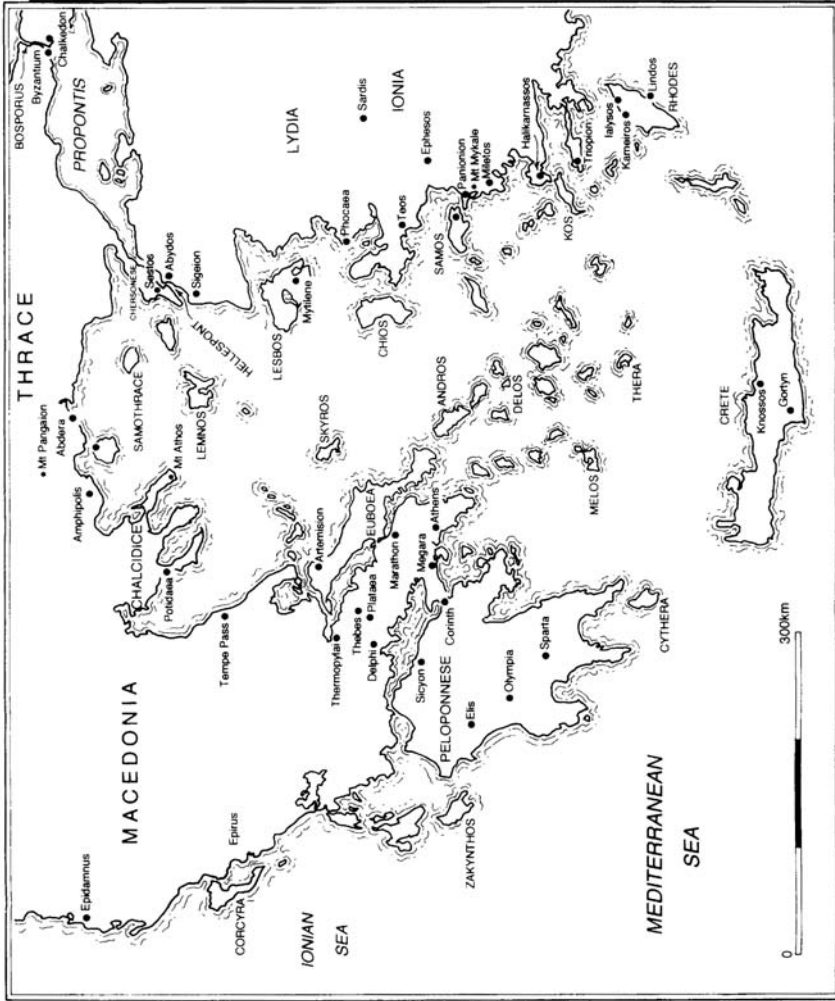 THRACE
MACEDONIA
BOSPORUS
Byzantium
Chalkedon
PROPONTIS
Mt Pangaion
Abdera
Amphipolis
Epidamnus
CHERSONESE
Sestos
Abydos
Sigeion
HELLESPONT
SAMOTHRACE
Mt Athos
LEMNOS
CHALCIDICE
Potidaea
Tempe Pass
Epirus
CORCYRA
IONIAN
SEA
LYDIA
Sardis
IONIA
LESBOS
Mytilene
Phocaea
CHIOS
Teos
Ephesos
SKYROS
Artemision
EUBOEA
Thermopylai
Thebes
Plataea
Delphi
Marathon
Athens
Megara
Corinth
Sicyon
PELOPONNESE
Elis
Olympia
Sparta
ZAKYNTHOS
CYTHERA
ANDROS
DELOS
SAMOS
Panionion
Mt Mykale
Miletos
Halikarnassos
KOS
Triopion
Ialysos
Kameiros
Lindos
RHODES
MELOS
THERA
CRETE
Knossos
Gortyn
MEDITERRANEAN
SEA
0
300km